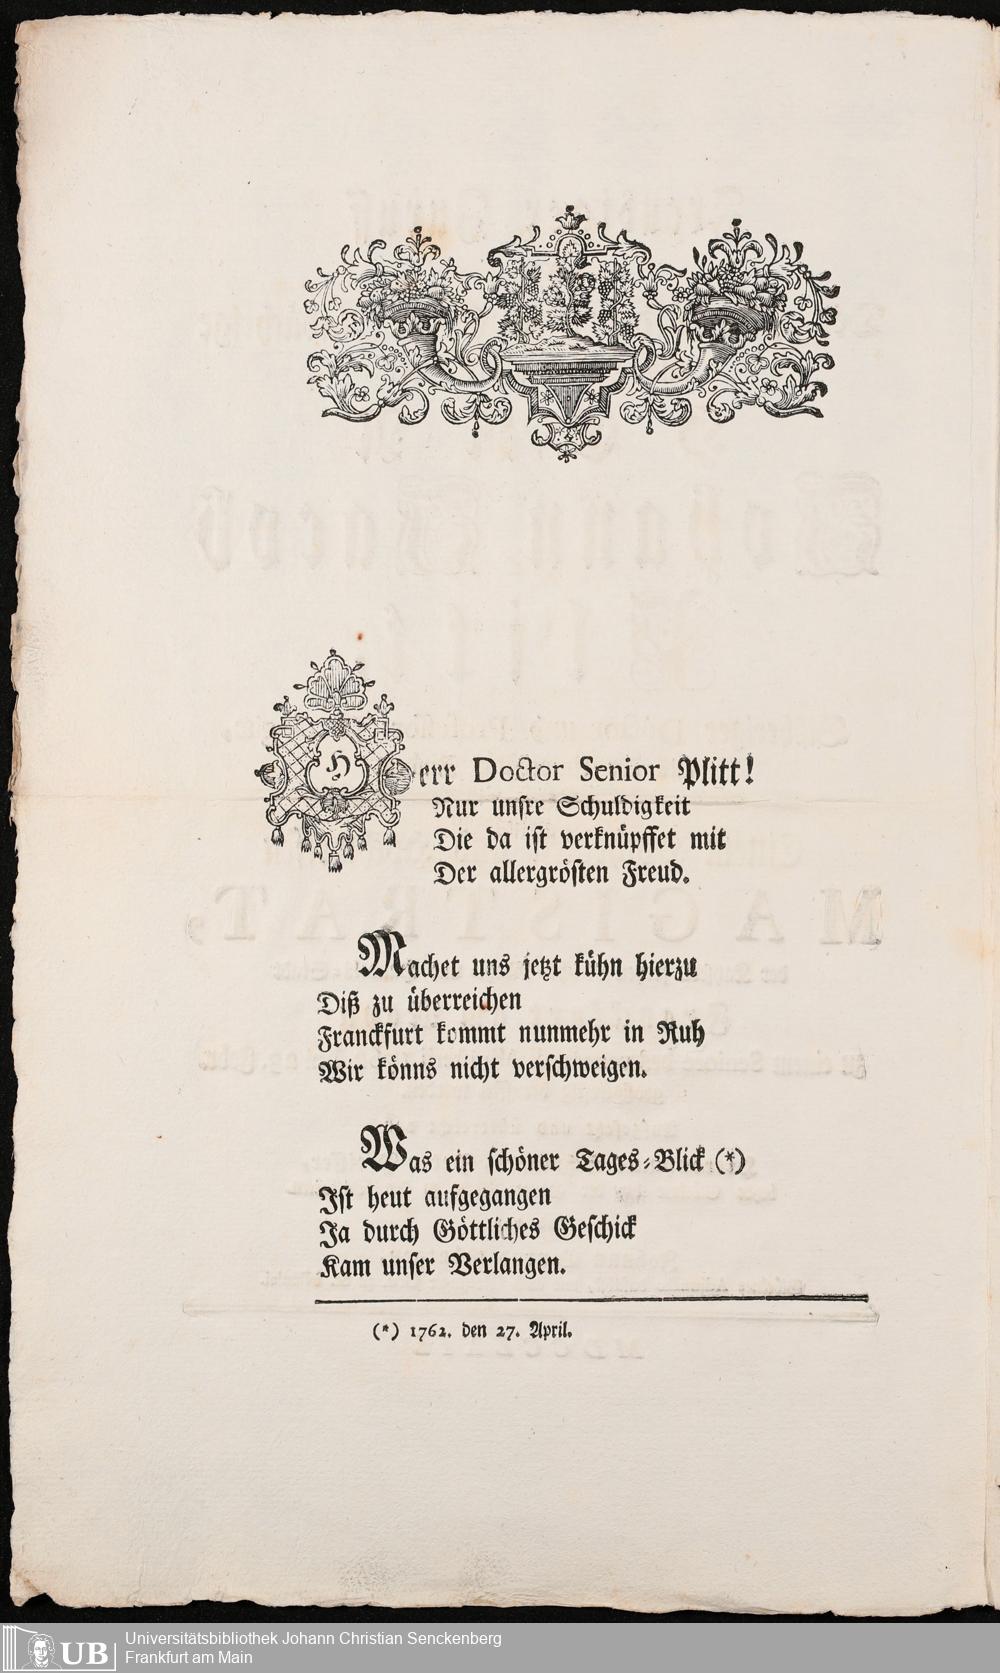 Herr Doctor Senior Plitt!
Nur unsre Schuldigkeit
Die da ist verknüpffet mit
Der allergrösten Freud.
Machet uns jetzt kühn hierzu
Diß zu überreichen
Franckfurt kommt nunmehr in Ruh
Wir könns nicht verschweigen.
Was ein schöner Tages-Blick (*)
Ist heut aufgegangen
Ja durch Göttliches Geschick
Kam unser Verlangen.
(*) 1762. den 27. April.
UB
Universitätsbibliothek Johann Christian Senckenberg
Frankfurt am Main